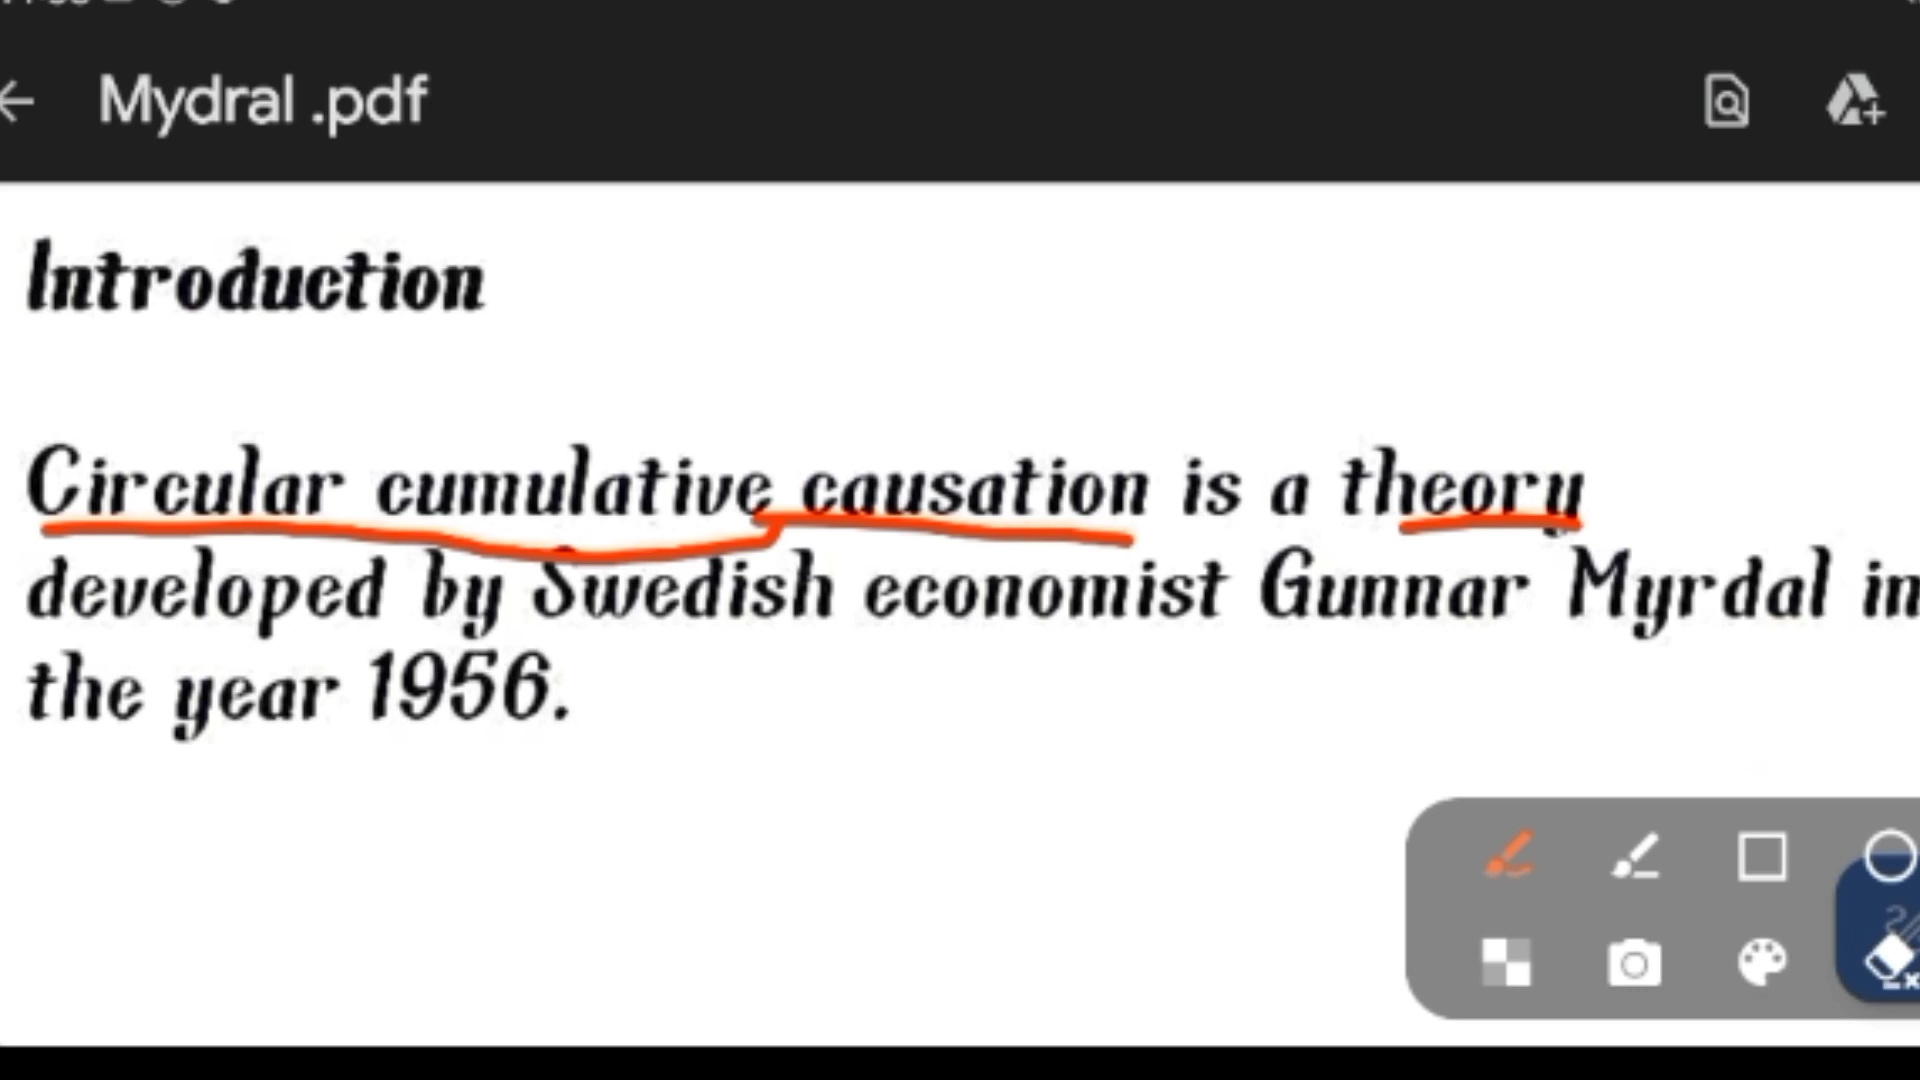 Mydral .pdf
Introduction
Circular cumulative causation is a theory
developed by Swedish economist Gunnar Myrdal in
the year 1956.